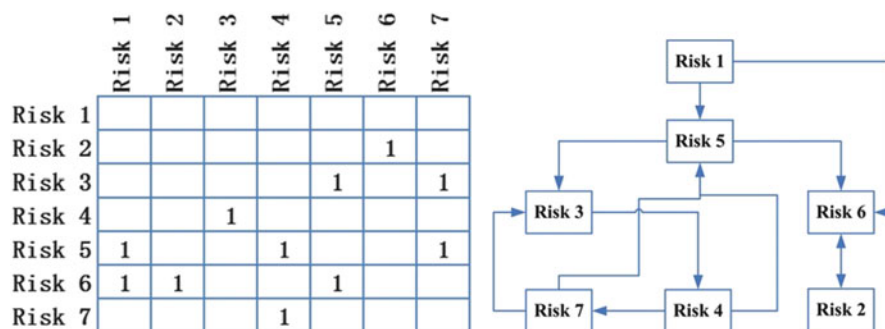 Risk 1
Risk 2
Risk 3
Risk 4
Risk 5
Risk 6
Risk 7
Risk 1
Risk 2 1
Risk 3 1 1
Risk 4 1
Risk 5 1 1 1
Risk 6 1 1 1
Risk 7 1
Risk 1
Risk 5
Risk 3
Risk 6
Risk 7
Risk 4
Risk 2